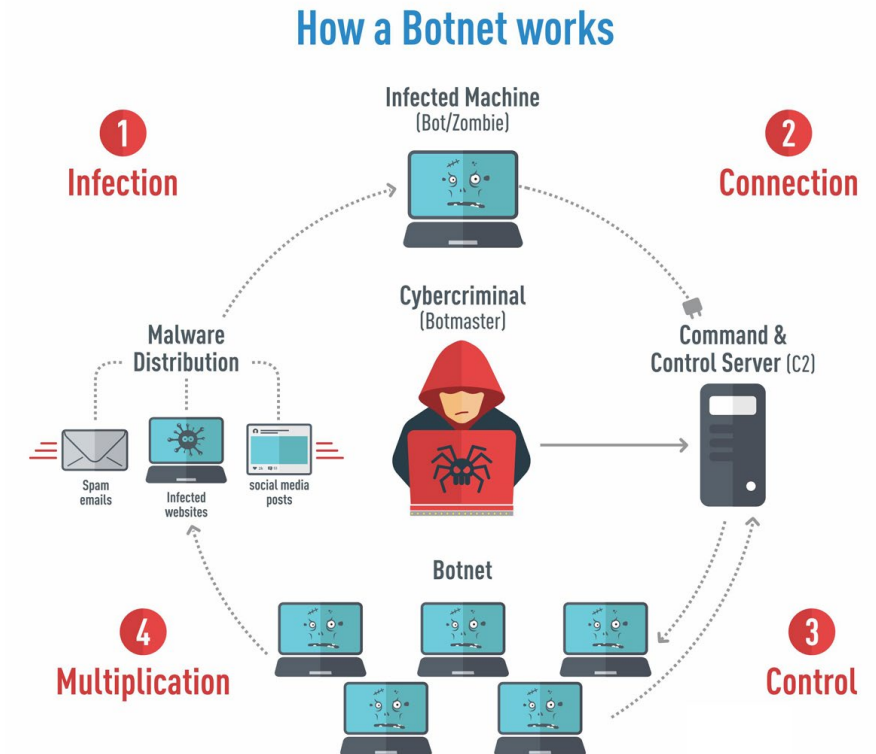 How a Botnet works
Infected Machine
(Bot/Zombie)
1
Infection
2
Connection
Cybercriminal
(Botmaster)
Malware
Distribution
Command &
Control Server (C2)
Spam
emails
Infected
websites
social media
posts
Botnet
4
Multiplication
3
Control